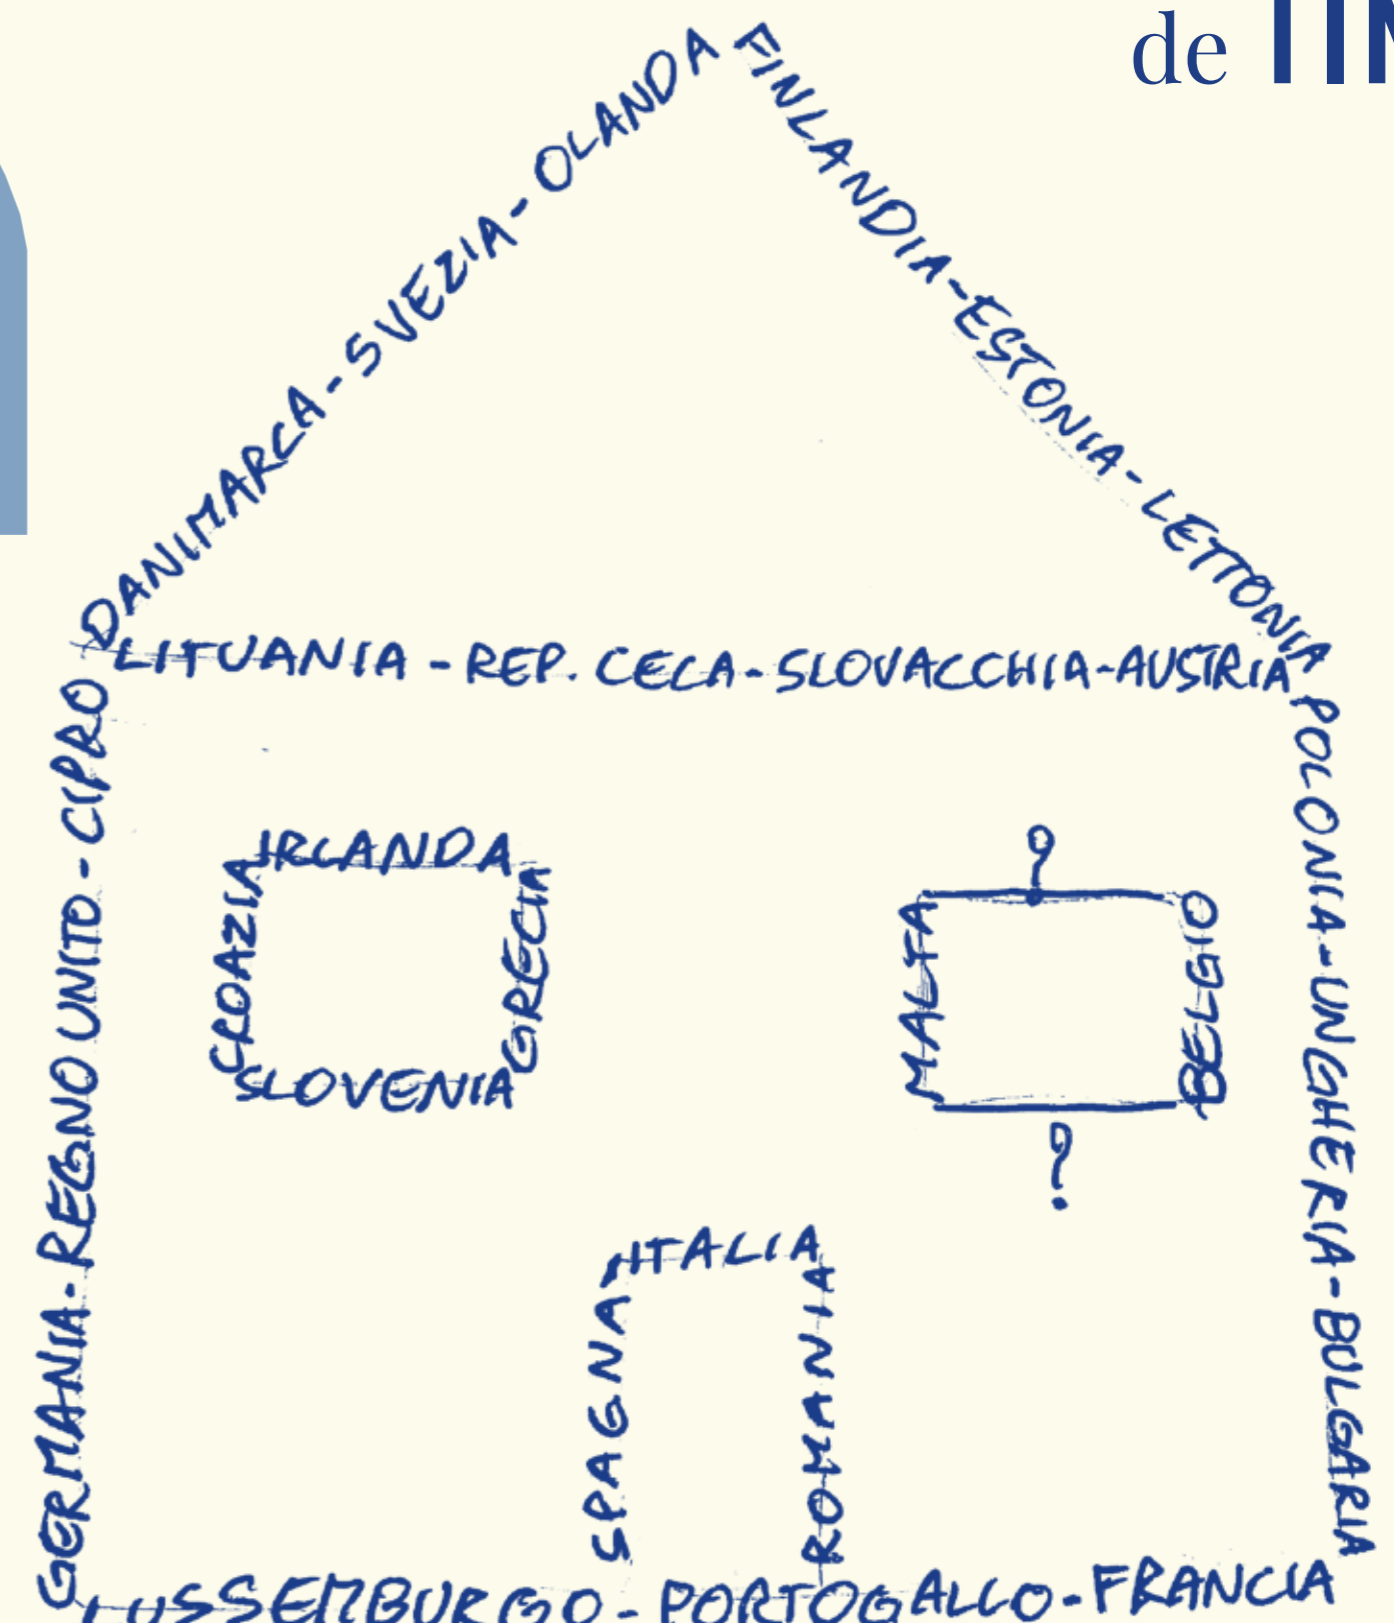 de
DANIMARCA - SVEZIA - OLANDA
FINLANDIA - ESTONIA - LETTONIA
LITUANIA - REP. CECA - SLOVACCHIA - AUSTRIA
GERMANIA - REGNO UNITO - CIPRO
POLONIA - UNGHERIA - BULGARIA
IRLANDA
CROAZIA
GRECIA
SLOVENIA
?
MALTA
BELGIO
?
ITALIA
SPAGNA
ROMANIA
LUSSEMBURGO - PORTOGALLO - FRANCIA